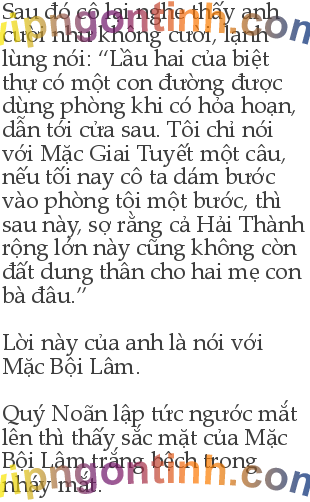 Sau đó cô lại nghe thấy anh
cười như không cười, lạnh
lùng nói: “Lầu hai của biệt
thự có một con đường được
dùng phòng khi có hỏa hoạn,
dẫn tới cửa sau. Tôi chỉ nói
với Mặc Giai Tuyết một câu,
nếu tối nay cô ta dám bước
vào phòng tôi một bước, thì
sau này, sợ rằng cả Hải Thành
rộng lớn này cũng không còn
đất dung thân cho hai mẹ con
bà đâu.”
Lời này của anh là nói với
Mặc Bội Lâm.
Quý Noãn lập tức ngước mắt
lên thì thấy sắc mặt của Mặc
Bội Lâm trắng bệch trong
nháy mắt.
vipngontinh.com
vipngontinh.com